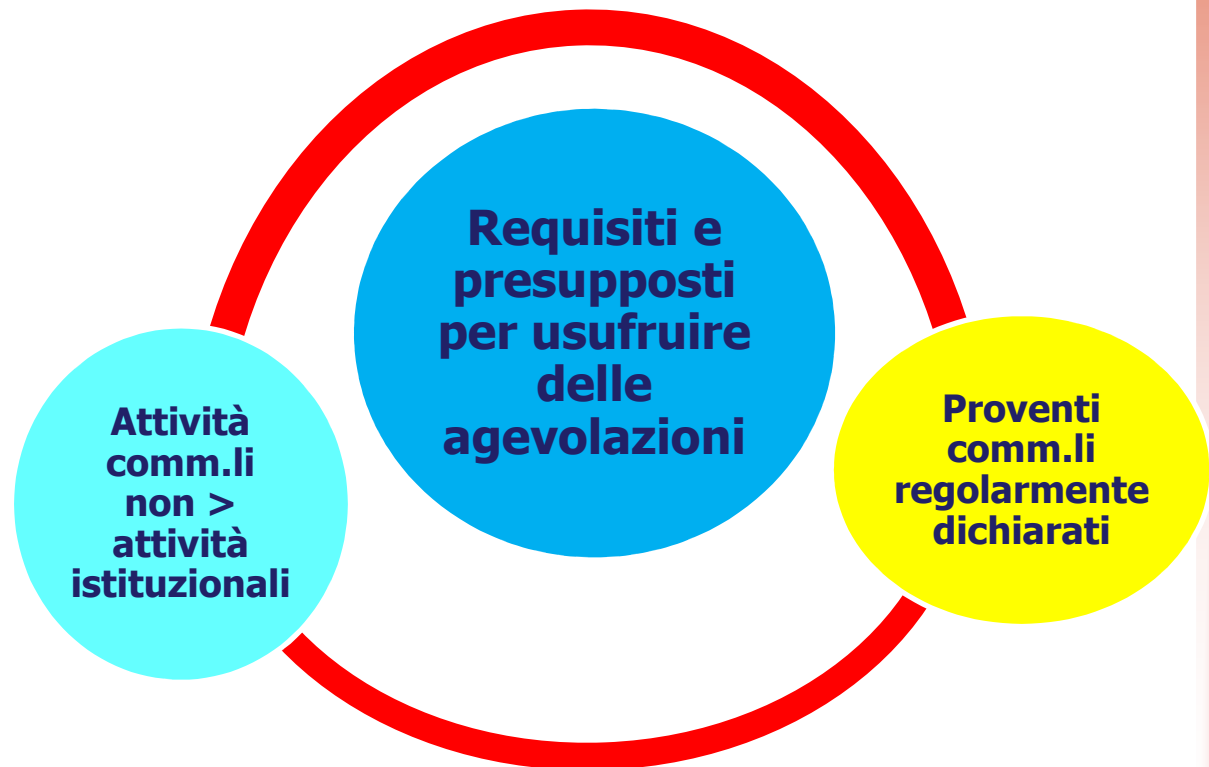 Requisiti e
presupposti
per usufruire
delle
agevolazioni
Attività
comm.li
non >
attività
istituzionali
Proventi
comm.li
regolarmente
dichiarati